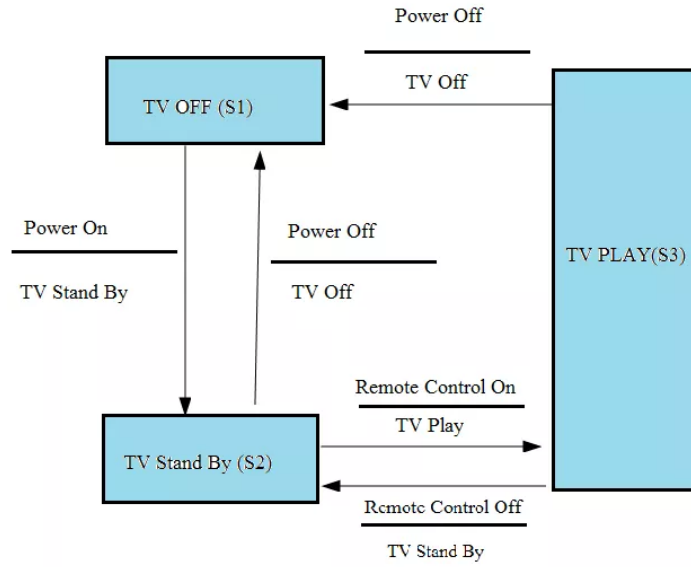 Power Off
TV Off
TV OFF (S1)
Power On
TV Stand By
Power Off
TV Off
TV PLAY(S3)
Remote Control On
TV Play
TV Stand By (S2)
Remote Control Off
TV Stand By